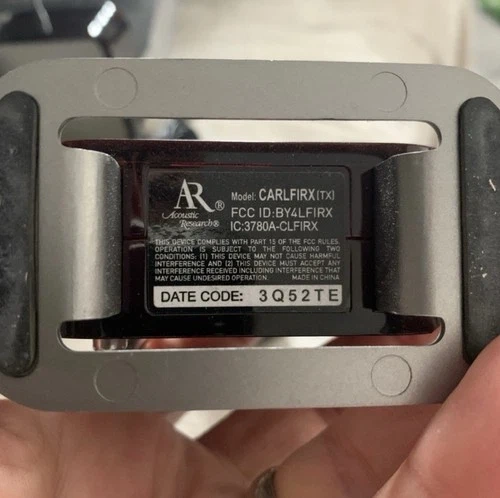 AR®
Acoustic
Research®
Model: CARLFIRX(TX)
FCC ID:BY4LFIRX
IC:3780A-CLFIRX
THIS DEVICE COMPLIES WITH PART 15 OF THE FCC RULES.
OPERATION IS SUBJECT TO THE FOLLOWING TWO
CONDITIONS: (1) THIS DEVICE MAY NOT CAUSE HARMFUL
INTERFERENCE AND (2) THIS DEVICE MUST ACCEPT ANY
INTERFERENCE RECEIVED INCLUDING INTERFERENCE THAT
MAY CAUSE UNDESIRED OPERATION. MADE IN CHINA
DATE CODE: 3Q52TE